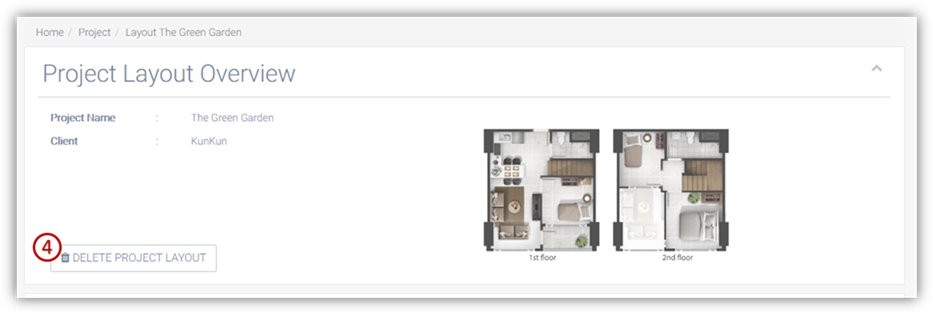 Home / Project / Layout The Green Garden
Project Layout Overview
Project Name : The Green Garden
Client : KunKun
1st floor 2nd floor
4
DELETE PROJECT LAYOUT